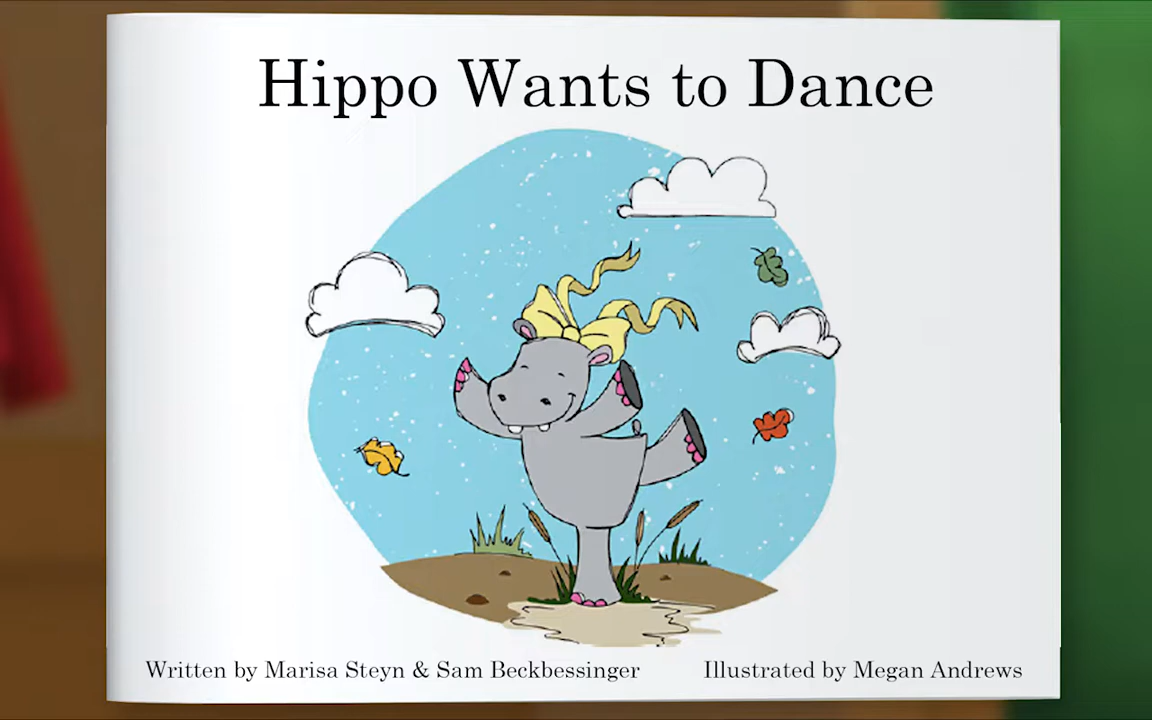 Hippo Wants to Dance
Written by Marisa Steyn & Sam Beckbessinger
Illustrated by Megan Andrews